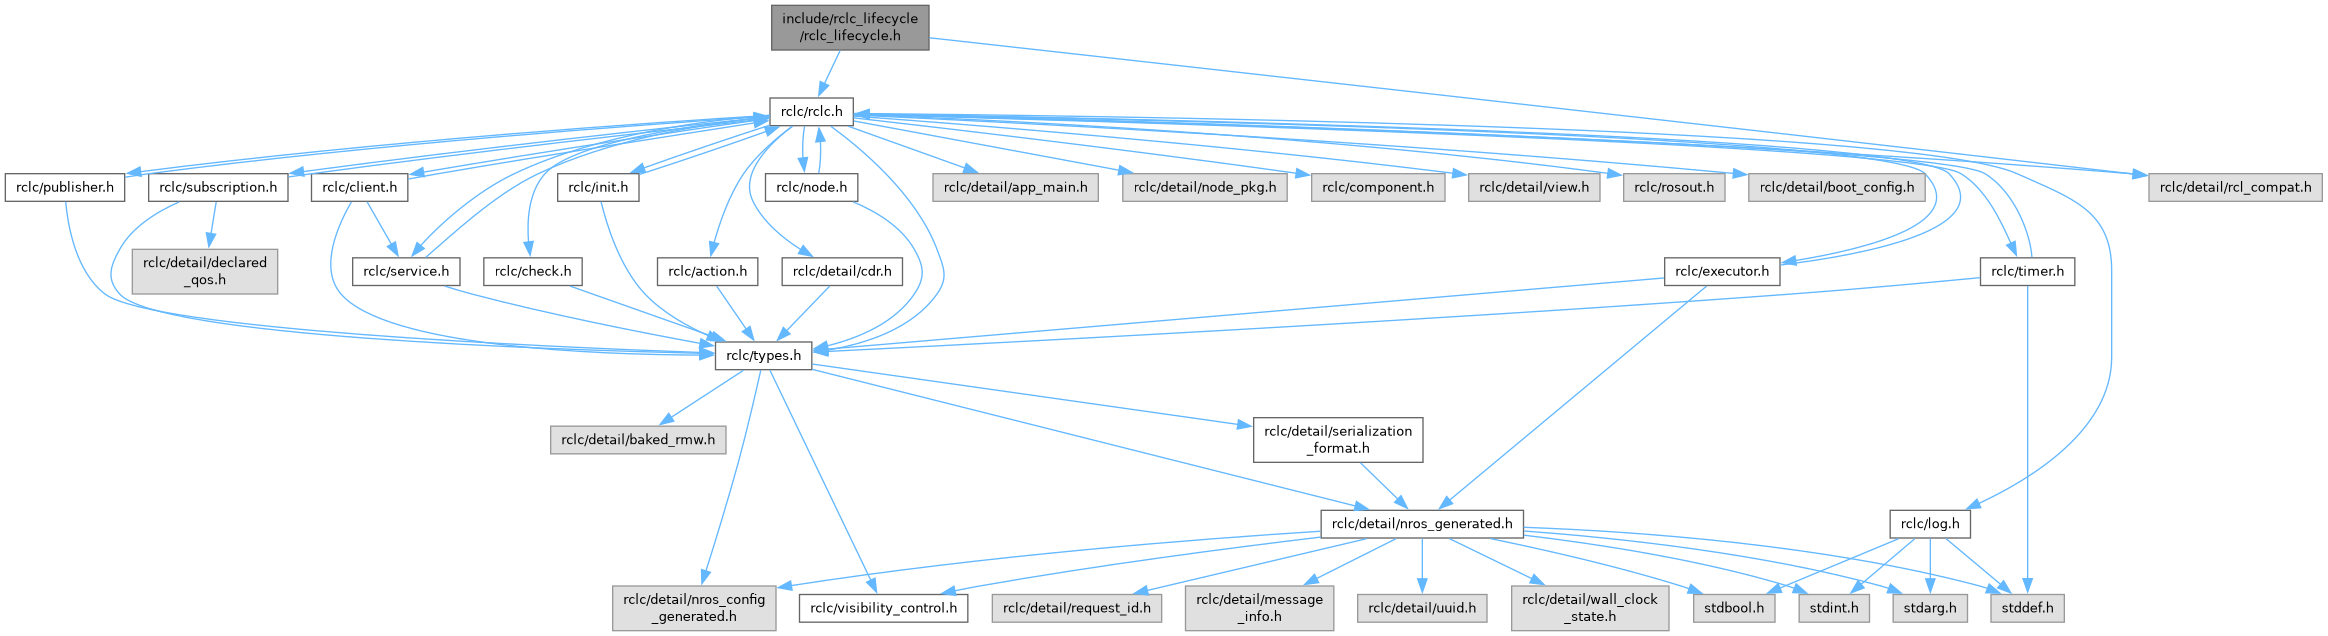 include/rclc_lifecycle
/rclc_lifecycle.h
rclc/rclc.h
rclc/publisher.h
rclc/subscription.h
rclc/client.h
rclc/init.h
rclc/node.h
rclc/detail/app_main.h
rclc/detail/node_pkg.h
rclc/component.h
rclc/detail/view.h
rclc/rosout.h
rclc/detail/boot_config.h
rclc/detail/rcl_compat.h
rclc/detail/declared
_qos.h
rclc/service.h
rclc/check.h
rclc/action.h
rclc/detail/cdr.h
rclc/executor.h
rclc/timer.h
rclc/types.h
rclc/detail/baked_rmw.h
rclc/detail/serialization
_format.h
rclc/detail/nros_generated.h
rclc/log.h
rclc/detail/nros_config
_generated.h
rclc/visibility_control.h
rclc/detail/request_id.h
rclc/detail/message
_info.h
rclc/detail/uuid.h
rclc/detail/wall_clock
_state.h
stdbool.h
stdint.h
stdarg.h
stddef.h